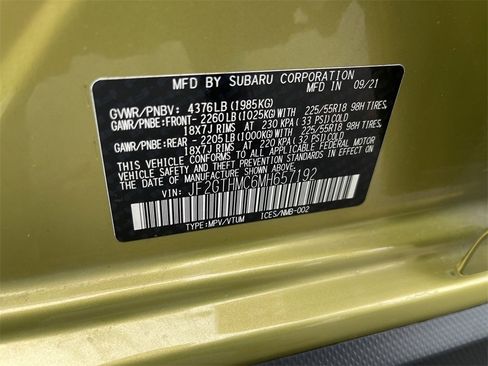 MFD BY SUBARU CORPORATION
MFD IN 09/21
GVWR/PNBV: 4376LB(1985KG)
GAWR/PNBE:FRONT- 2260LB(1025KG)WITH 225/55R18 98H TIRES,
18X7J RIMS AT 230 KPA(33 PSI)COLD
GAWR/PNBE:REAR - 2205LB(1000KG)WITH 225/55R18 98H TIRES,
18X7J RIMS AT 220 KPA(32 PSI)COLD
THIS VEHICLE CONFORMS TO ALL APPLICABLE FEDERAL MOTOR
VEHICLE SAFETY AND THEFT PREVENTION STANDARDS
IN EFFECT ON THE DATE OF MANUFACTURE SHOWN ABOVE.
VIN: JF2GTHMC6MH657192
TYPE:MPV/VTUM ICES/NMB-002